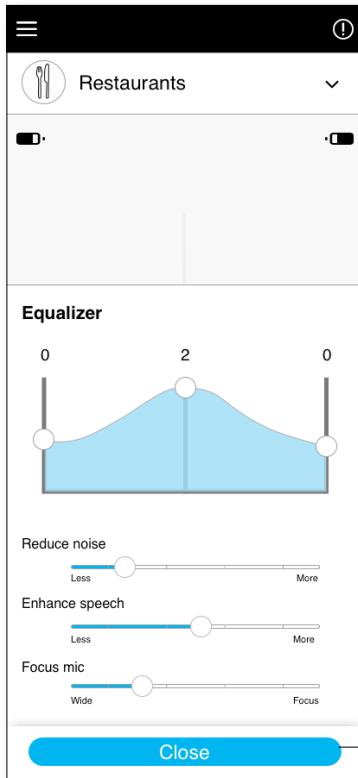 Restaurants
Equalizer
0 2 0
Reduce noise
Less More
Enhance speech
Less More
Focus mic
Wide Focus
Close